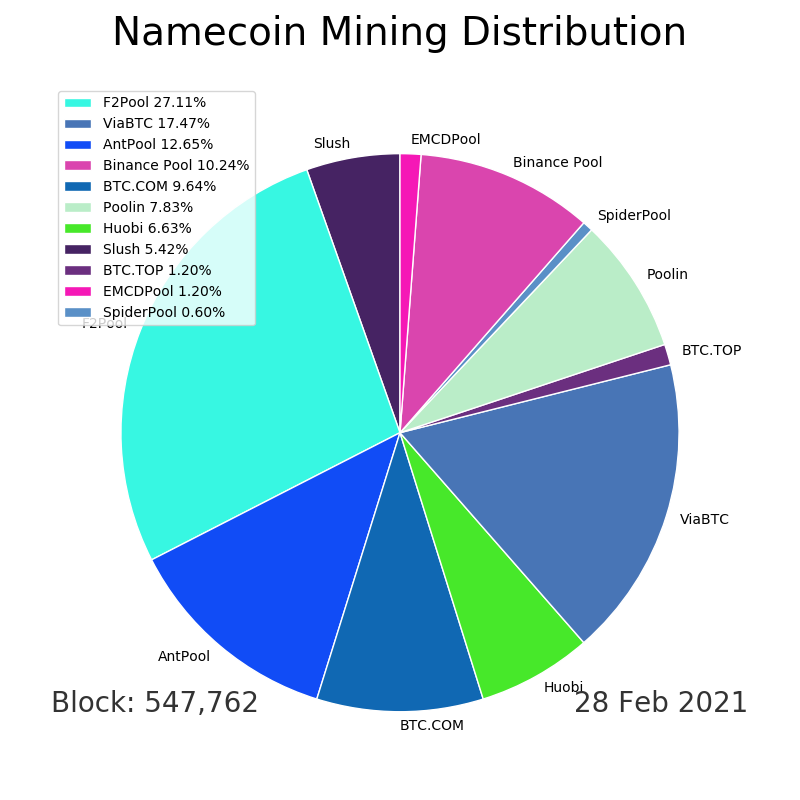 Namecoin Mining Distribution
F2Pool 27.11%
ViaBTC 17.47%
AntPool 12.65%
Binance Pool 10.24%
BTC.COM 9.64%
Poolin 7.83%
Huobi 6.63%
Slush 5.42%
BTC.TOP 1.20%
EMCDPool 1.20%
SpiderPool 0.60%
Slush
EMCDPool
Binance Pool
SpiderPool
Poolin
F2Pool
BTC.TOP
ViaBTC
AntPool
Huobi
BTC.COM
Block: 547,762
28 Feb 2021